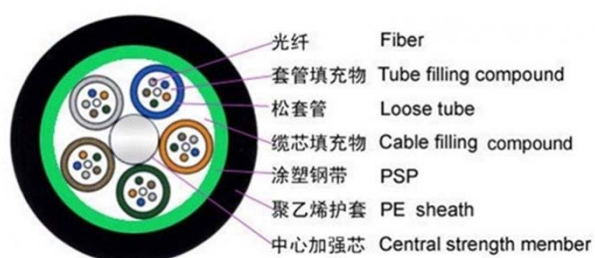 光纤 Fiber
套管填充物 Tube filling compound
松套管 Loose tube
缆芯填充物 Cable filling compound
涂塑钢带 PSP
聚乙烯护套 PE sheath
中心加强芯 Central strength member